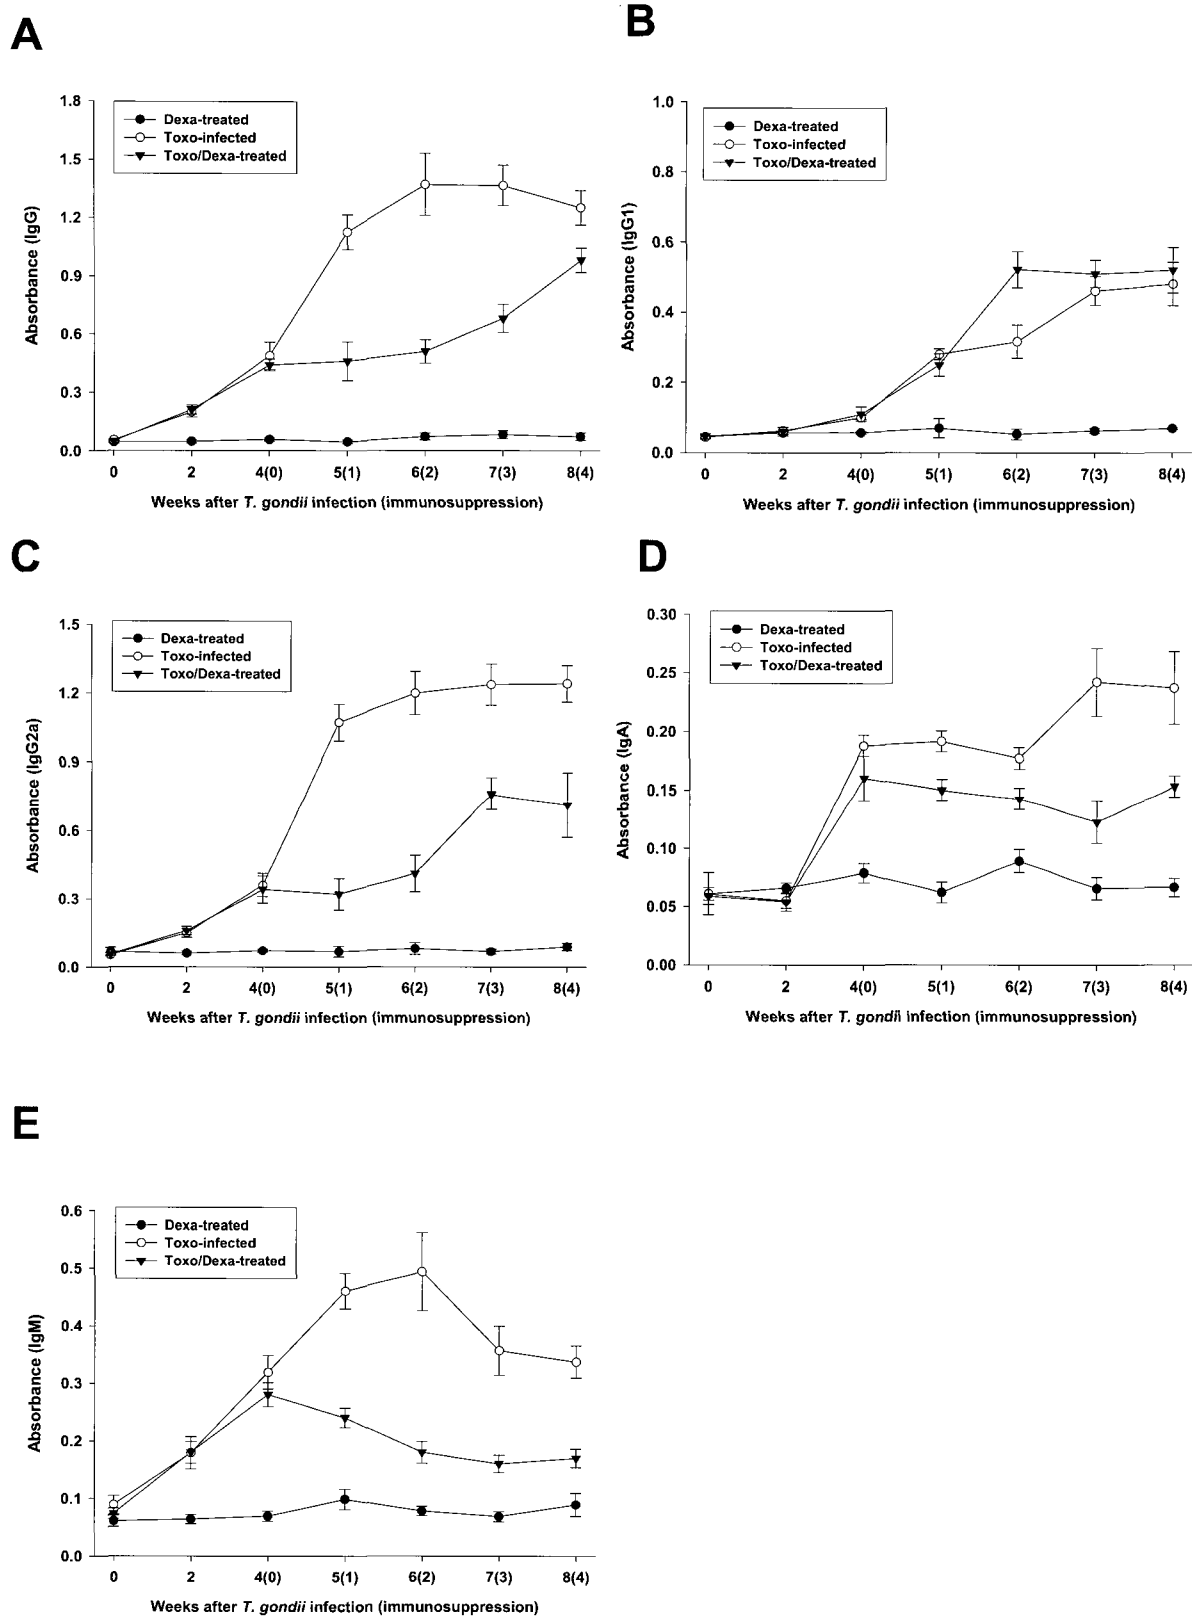 A
1.8
1.5
1.2
0.9
0.6
0.3
0.0
Absorbance (IgG)
Dexa-treated
Toxo-infected
Toxo/Dexa-treated
0 2 4(0) 5(1) 6(2) 7(3) 8(4)
Weeks after T. gondii infection (immunosuppression)
B
1.0
0.8
0.6
0.4
0.2
0.0
Absorbance (IgG1)
Dexa-treated
Toxo-infected
Toxo/Dexa-treated
0 2 4(0) 5(1) 6(2) 7(3) 8(4)
Weeks after T. gondii infection (immunosuppression)
C
1.5
1.2
0.9
0.6
0.3
0.0
Absorbance (IgG2a)
Dexa-treated
Toxo-infected
Toxo/Dexa-treated
0 2 4(0) 5(1) 6(2) 7(3) 8(4)
Weeks after T. gondii infection (immunosuppression)
D
0.30
0.25
0.20
0.15
0.10
0.05
0.00
Absorbance (IgA)
Dexa-treated
Toxo-infected
Toxo/Dexa-treated
0 2 4(0) 5(1) 6(2) 7(3) 8(4)
Weeks after T. gondii infection (immunosuppression)
E
0.6
0.5
0.4
0.3
0.2
0.1
0.0
Absorbance (IgM)
Dexa-treated
Toxo-infected
Toxo/Dexa-treated
0 2 4(0) 5(1) 6(2) 7(3) 8(4)
Weeks after T. gondii infection (immunosuppression)